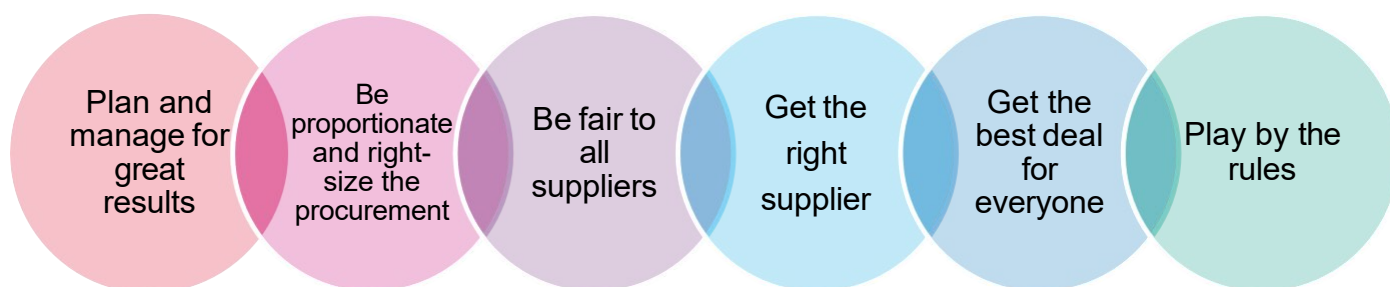 Plan and
manage for
great
results
Be
proportionate
and right-
size the
procurement
Be fair to
all
suppliers
Get the
right
supplier
Get the
best deal
for
everyone
Play by the
rules